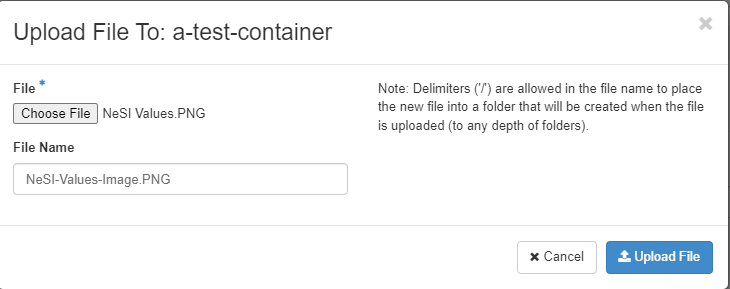 Upload File To: a-test-container
×
File *
Choose File NeSI Values.PNG
File Name
NeSI-Values-Image.PNG
Note: Delimiters ('/') are allowed in the file name to place
the new file into a folder that will be created when the file
is uploaded (to any depth of folders).
× Cancel
Upload File